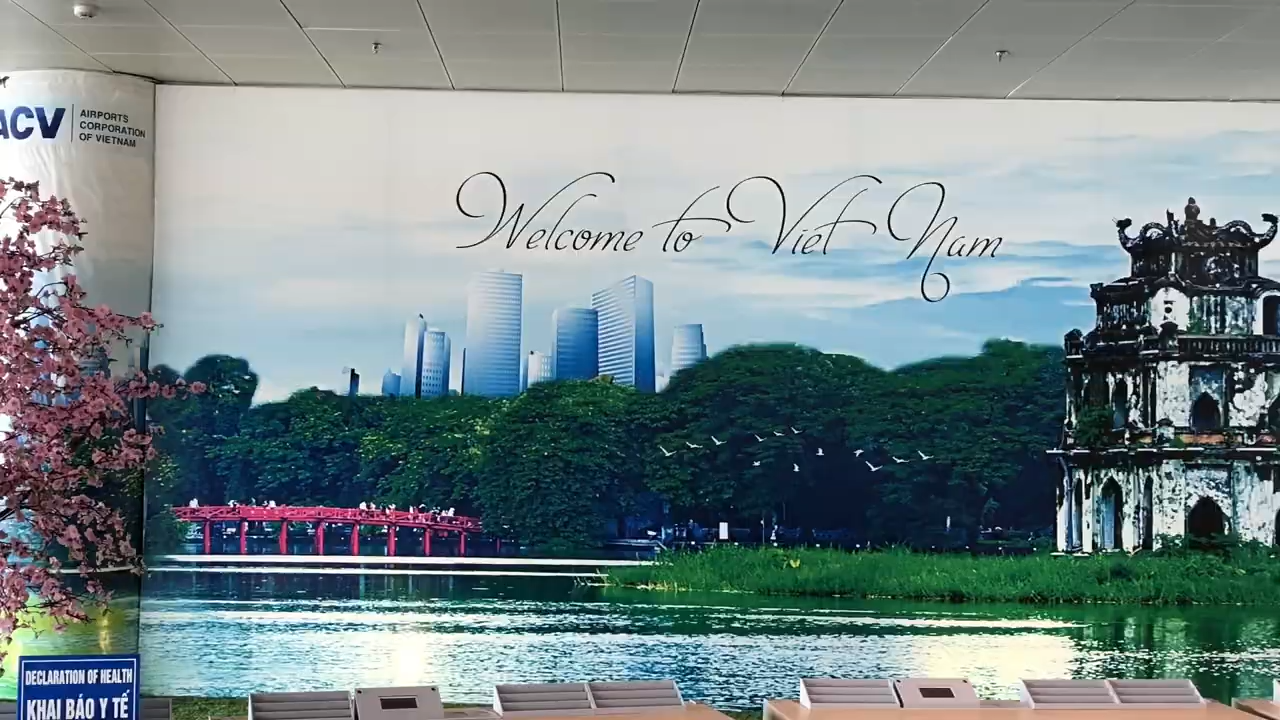 ACV
AIRPORTS
CORPORATION
OF VIETNAM
Welcome to Viet Nam
DECLARATION OF HEALTH
KHAI BÁO Y TẾ